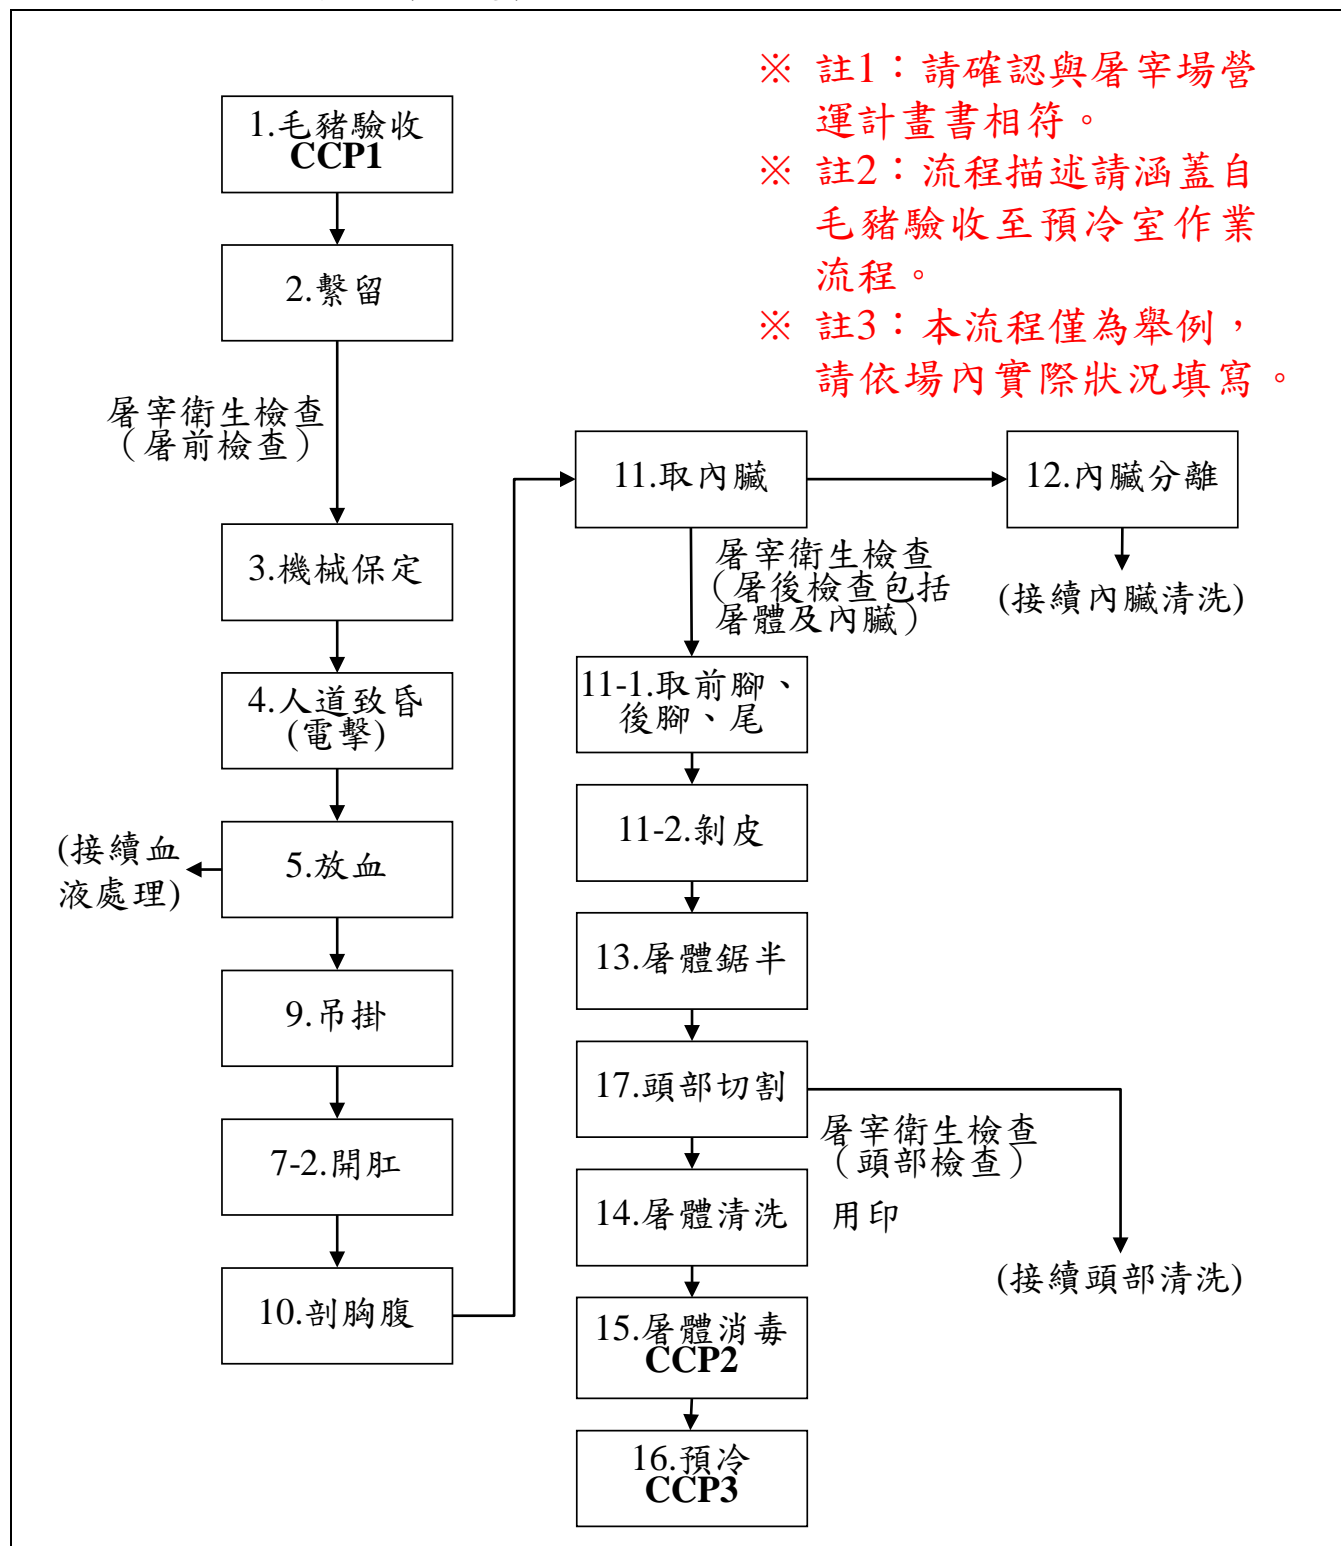 ※ 註1：請確認與屠宰場營
運計畫書相符。
※ 註2：流程描述請涵蓋自
毛豬驗收至預冷室作業
流程。
※ 註3：本流程僅為舉例，
請依場內實際狀況填寫。
1.毛豬驗收
CCP1
2.繫留
屠宰衛生檢查
（屠前檢查）
3.機械保定
4.人道致昏
(電擊)
5.放血
(接續血
液處理)
9.吊掛
7-2.開肛
10.剖胸腹
11.取內臟
12.內臟分離
(接續內臟清洗)
屠宰衛生檢查
（屠後檢查包括
屠體及內臟）
11-1.取前腳、
後腳、尾
11-2.剝皮
13.屠體鋸半
17.頭部切割
屠宰衛生檢查
（頭部檢查）
用印
(接續頭部清洗)
14.屠體清洗
15.屠體消毒
CCP2
16.預冷
CCP3